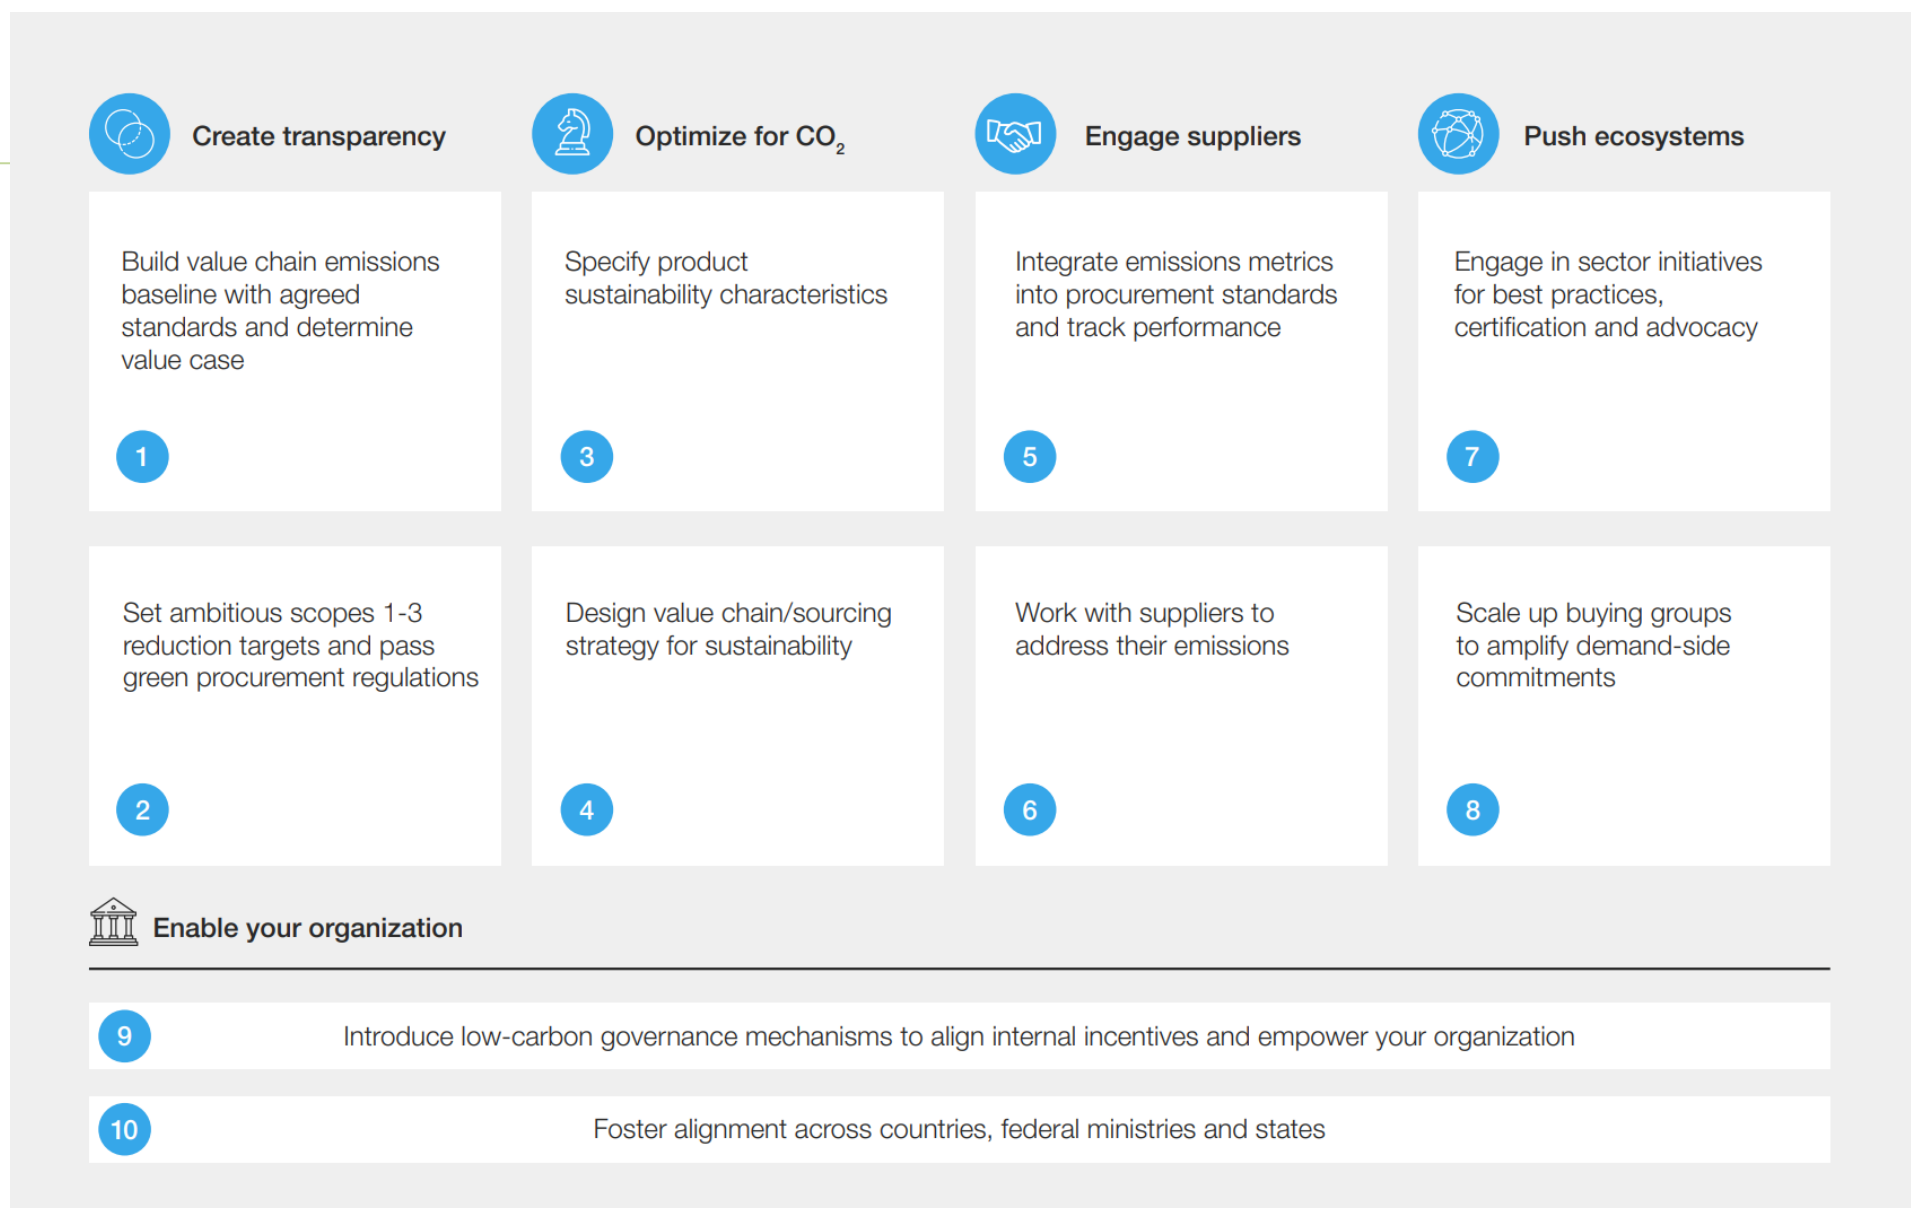 Create transparency
Optimize for CO₂
Engage suppliers
Push ecosystems
Build value chain emissions
baseline with agreed
standards and determine
value case
1
Specify product
sustainability characteristics
3
Integrate emissions metrics
into procurement standards
and track performance
5
Engage in sector initiatives
for best practices,
certification and advocacy
7
Set ambitious scopes 1-3
reduction targets and pass
green procurement regulations
2
Design value chain/sourcing
strategy for sustainability
4
Work with suppliers to
address their emissions
6
Scale up buying groups
to amplify demand-side
commitments
8
Enable your organization
9
Introduce low-carbon governance mechanisms to align internal incentives and empower your organization
10
Foster alignment across countries, federal ministries and states